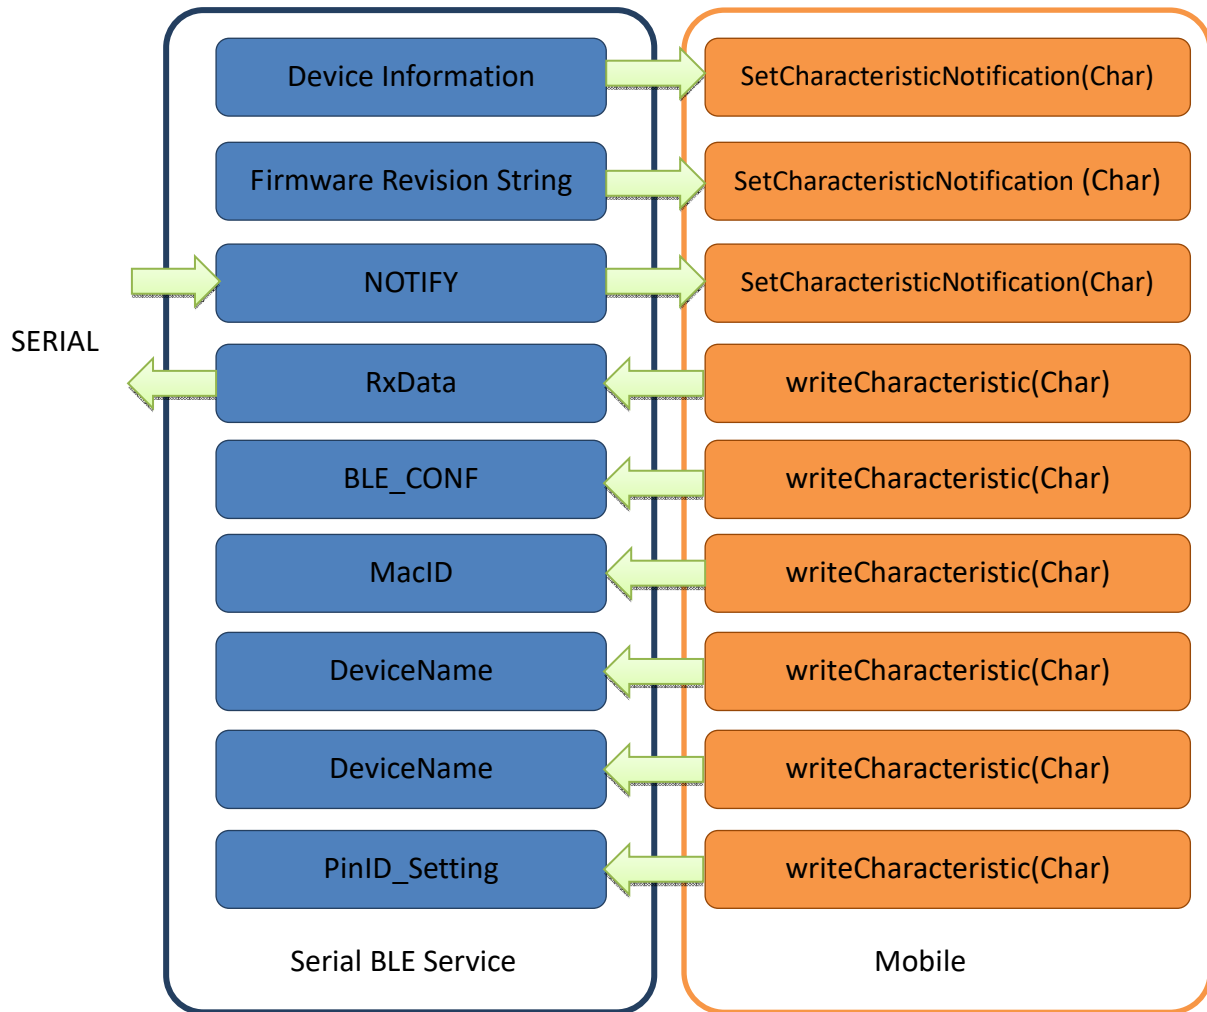 Device Information
SetCharacteristicNotification(Char)
Firmware Revision String
SetCharacteristicNotification (Char)
NOTIFY
SetCharacteristicNotification(Char)
SERIAL
RxData
writeCharacteristic(Char)
BLE_CONF
writeCharacteristic(Char)
MacID
writeCharacteristic(Char)
DeviceName
writeCharacteristic(Char)
DeviceName
writeCharacteristic(Char)
PinID_Setting
writeCharacteristic(Char)
Serial BLE Service
Mobile